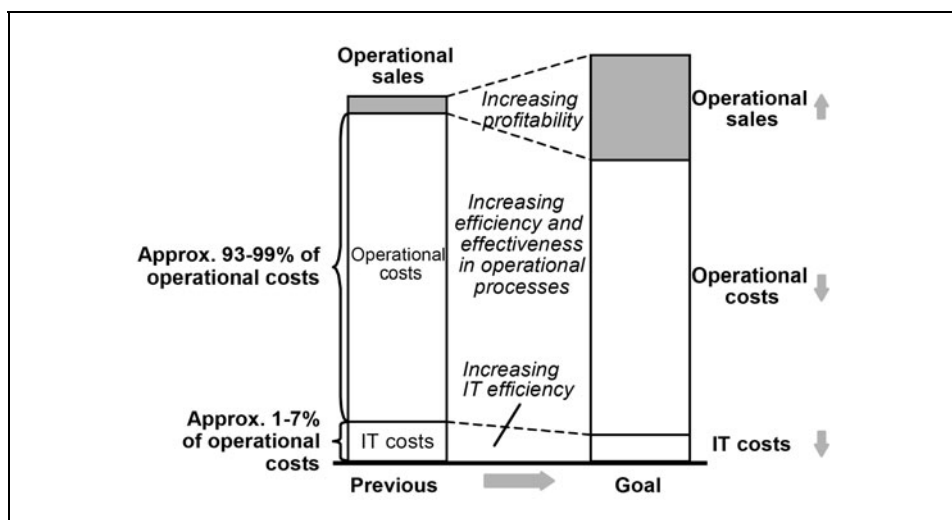 Operational
sales
Increasing
profitability
Operational
sales
Approx. 93-99% of
operational costs
Operational
costs
Increasing
efficiency and
effectiveness
in operational
processes
Operational
costs
Increasing
IT efficiency
Approx. 1-7%
of operational
costs
IT costs
IT costs
Previous
Goal